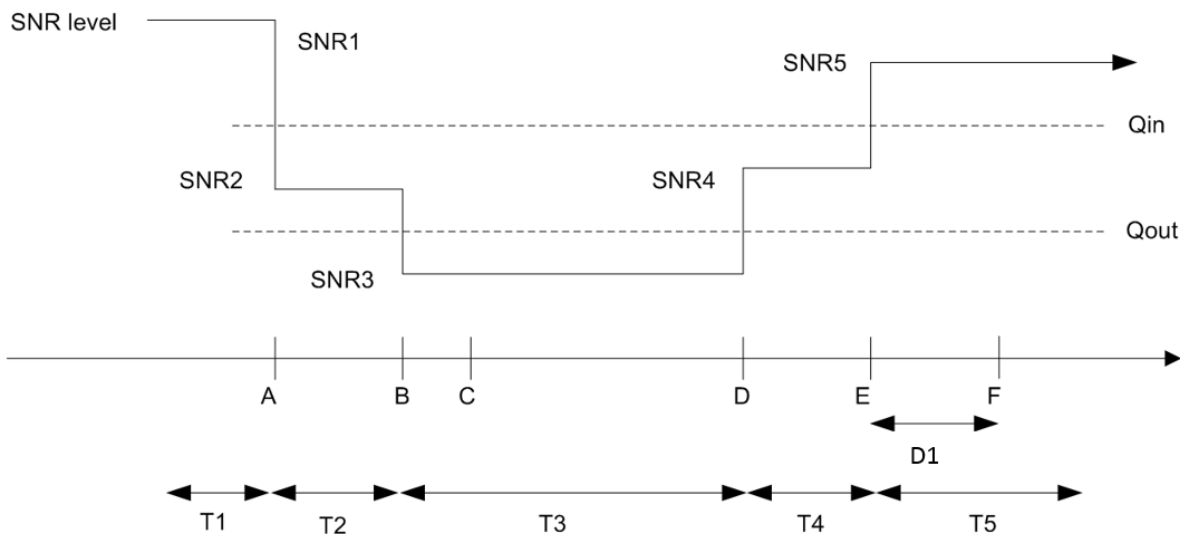 SNR level
SNR1
SNR5
Qin
SNR2
SNR4
Qout
SNR3
A B C D E F
D1
T1 T2 T3 T4 T5